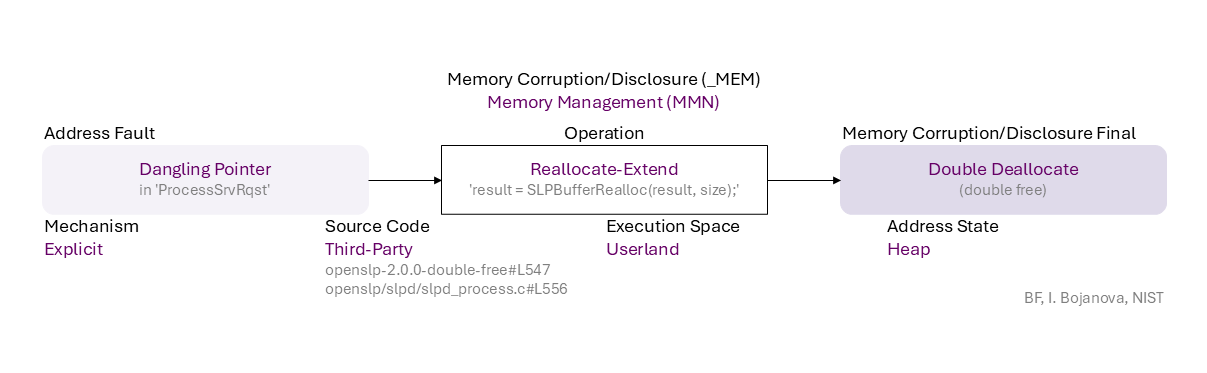 Memory Corruption/Disclosure (_MEM)
Memory Management (MMN)
Address Fault
Operation
Memory Corruption/Disclosure Final
Dangling Pointer
in 'ProcessSrvRqst'
Reallocate-Extend
'result = SLPBufferRealloc(result, size);'
Double Deallocate
(double free)
Mechanism
Explicit
Source Code
Third-Party
openslp-2.0.0-double-free#L547
openslp/slpd/slpd_process.c#L556
Execution Space
Userland
Address State
Heap
BF, I. Bojanova, NIST